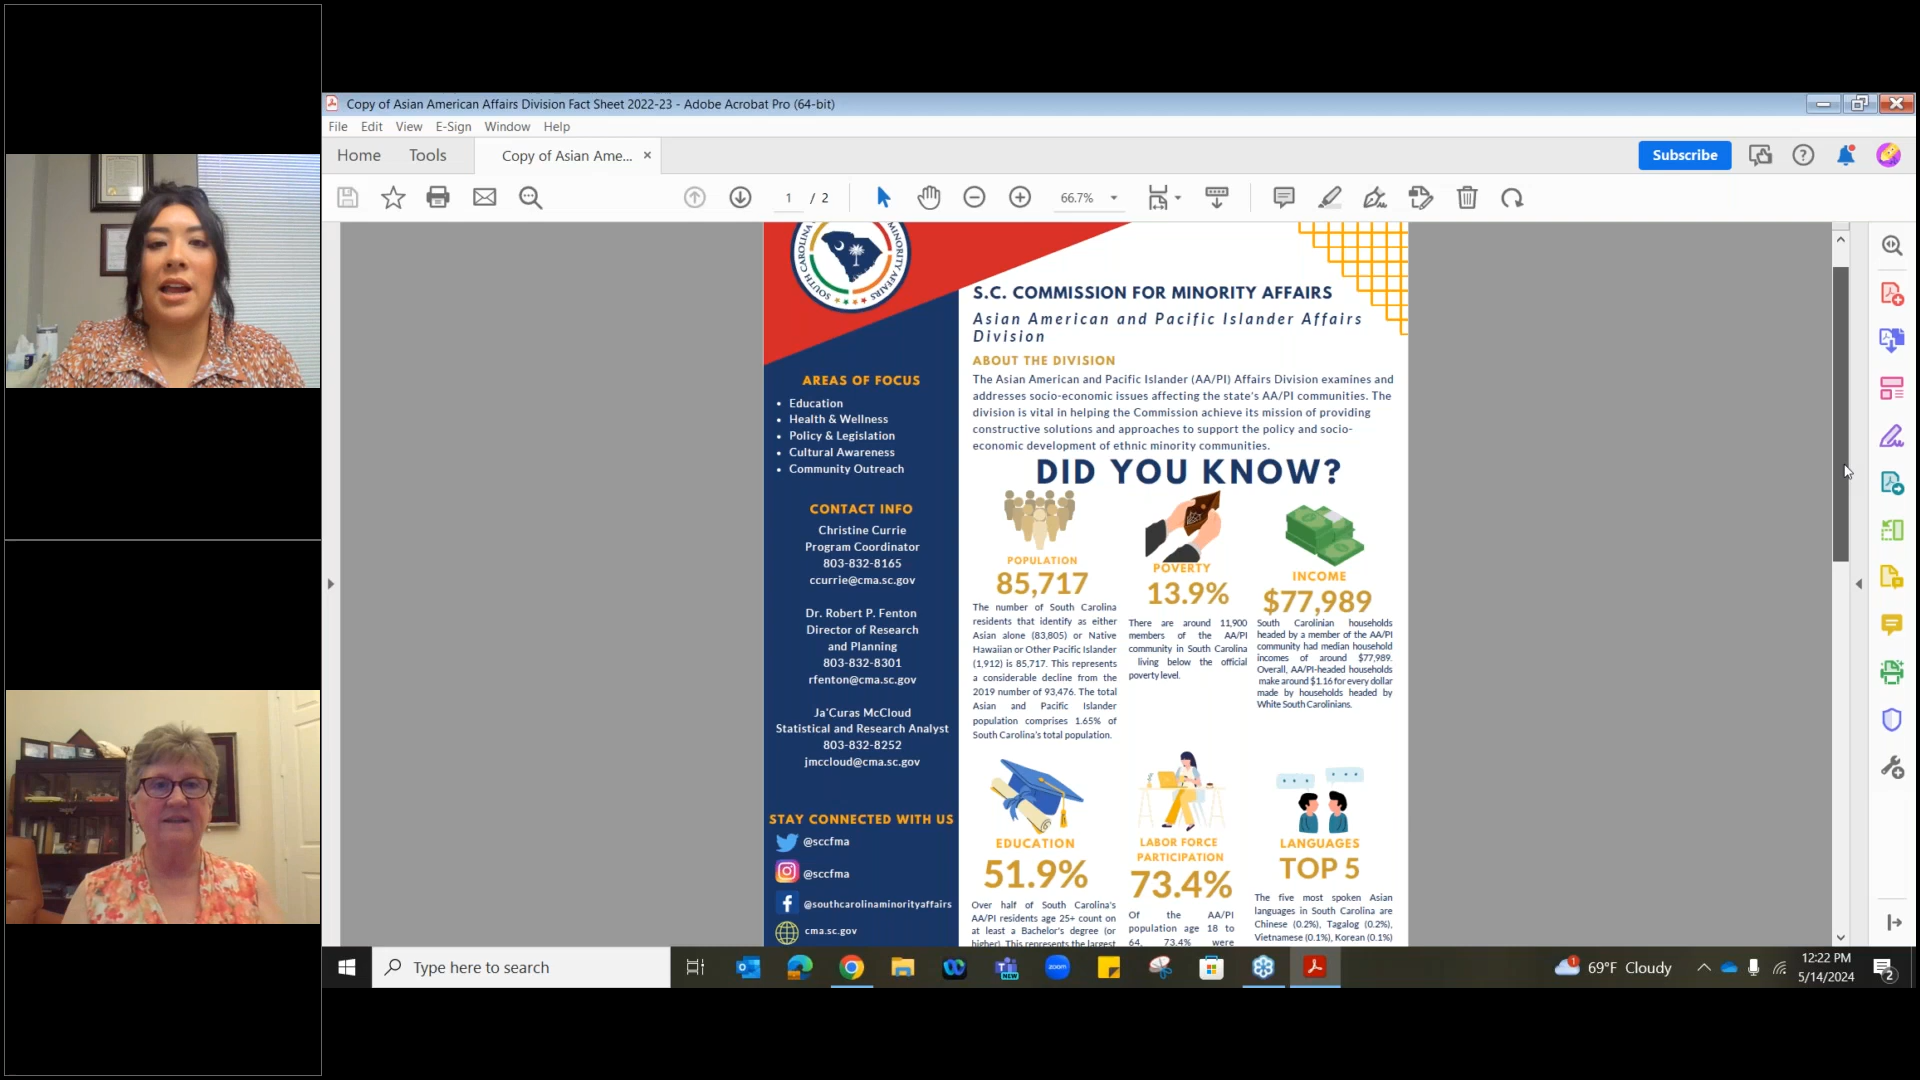 Copy of Asian American Affairs Division Fact Sheet 2022-23 - Adobe Acrobat Pro (64-bit)
File Edit View E-Sign Window Help
Home Tools Copy of Asian Ame... ×
Subscribe
1 / 2
66.7%
SOUTH CAROLINA
MINORITY AFFAIRS
S.C. COMMISSION FOR MINORITY AFFAIRS
Asian American and Pacific Islander Affairs
Division
ABOUT THE DIVISION
The Asian American and Pacific Islander (AA/PI) Affairs Division examines and
addresses socio-economic issues affecting the state's AA/PI communities. The
division is vital in helping the Commission achieve its mission of providing
constructive solutions and approaches to support the policy and socio-
economic development of ethnic minority communities.
AREAS OF FOCUS
• Education
• Health & Wellness
• Policy & Legislation
• Cultural Awareness
• Community Outreach
CONTACT INFO
Christine Currie
Program Coordinator
803-832-8165
ccurrie@cma.sc.gov
Dr. Robert P. Fenton
Director of Research
and Planning
803-832-8301
rfenton@cma.sc.gov
Ja'Curas McCloud
Statistical and Research Analyst
803-832-8252
jmccloud@cma.sc.gov
STAY CONNECTED WITH US
@sccfma
@sccfma
@southcarolinaminorityaffairs
cma.sc.gov
DID YOU KNOW?
POPULATION
85,717
The number of South Carolina
residents that identify as either
Asian alone (83,805) or Native
Hawaiian or Other Pacific Islander
(1,912) is 85,717. This represents
a considerable decline from the
2019 number of 93,476. The total
Asian and Pacific Islander
population comprises 1.65% of
South Carolina's total population.
POVERTY
13.9%
There are around 11,900
members of the AA/PI
community in South Carolina
living below the official
poverty level.
INCOME
$77,989
South Carolinian households
headed by a member of the AA/PI
community had median household
incomes of around $77,989.
Overall, AA/PI-headed households
make around $1.16 for every dollar
made by households headed by
White South Carolinians.
EDUCATION
51.9%
Over half of South Carolina's
AA/PI residents age 25+ count on
at least a Bachelor's degree (or
higher). This represents the largest
LABOR FORCE
PARTICIPATION
73.4%
Of the AA/PI
population age 18 to
64, 73.4% were
LANGUAGES
TOP 5
The five most spoken Asian
languages in South Carolina are
Chinese (0.2%), Tagalog (0.2%),
Vietnamese (0.1%), Korean (0.1%)
Type here to search
NEW
zoom
1
69°F Cloudy
12:22 PM
5/14/2024
2